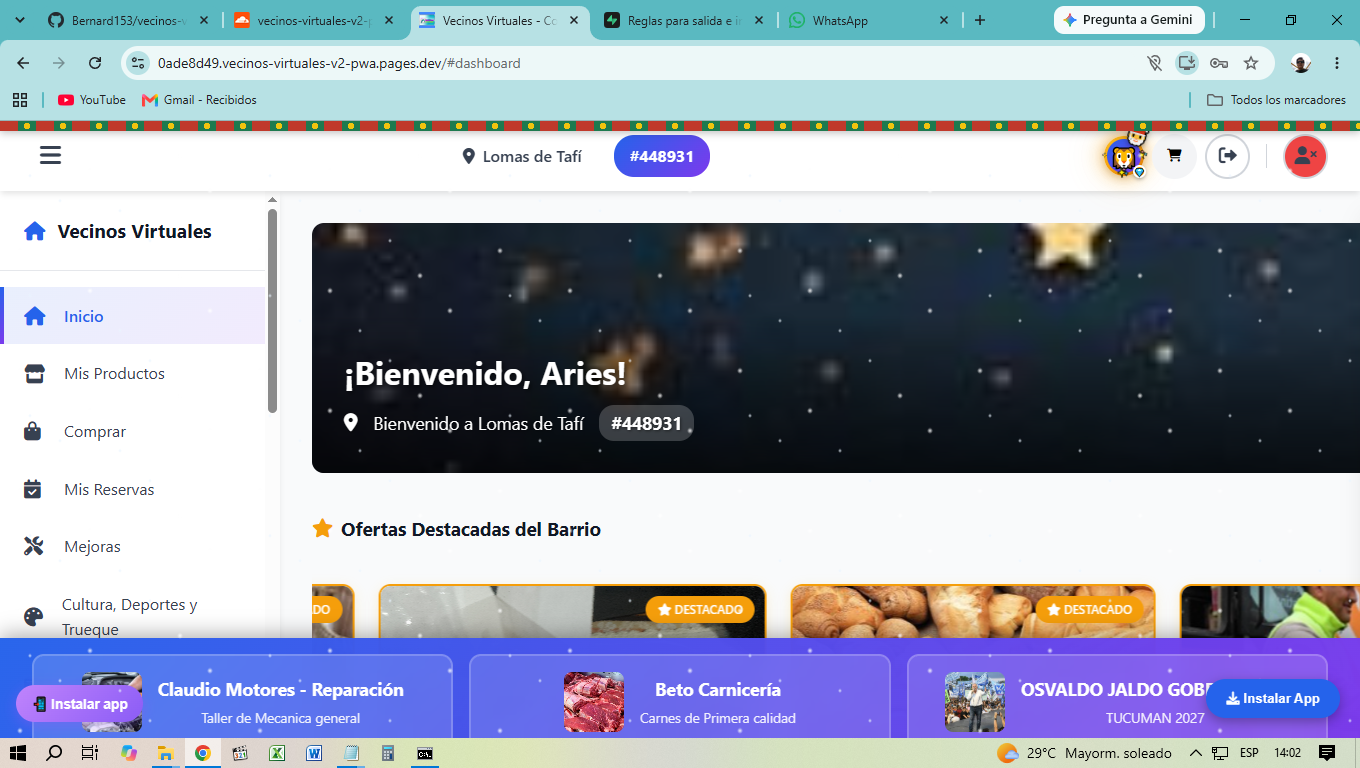 Bernard153/vecinos-v
vecinos-virtuales-v2-p
Vecinos Virtuales - Co
Reglas para salida e in
WhatsApp
Pregunta a Gemini
0ade8d49.vecinos-virtuales-v2-pwa.pages.dev/#dashboard
YouTube
Gmail - Recibidos
Todos los marcadores
Lomas de Tafí
#448931
Vecinos Virtuales
Inicio
Mis Productos
Comprar
Mis Reservas
Mejoras
Cultura, Deportes y
Trueque
¡Bienvenido, Aries!
Bienvenido a Lomas de Tafí
#448931
Ofertas Destacadas del Barrio
DO
DESTACADO
DESTACADO
Claudio Motores - Reparación
Taller de Mecanica general
Beto Carnicería
Carnes de Primera calidad
OSVALDO JALDO GOB
TUCUMAN 2027
Instalar app
Instalar App
29°C Mayorm. soleado
ESP
14:02